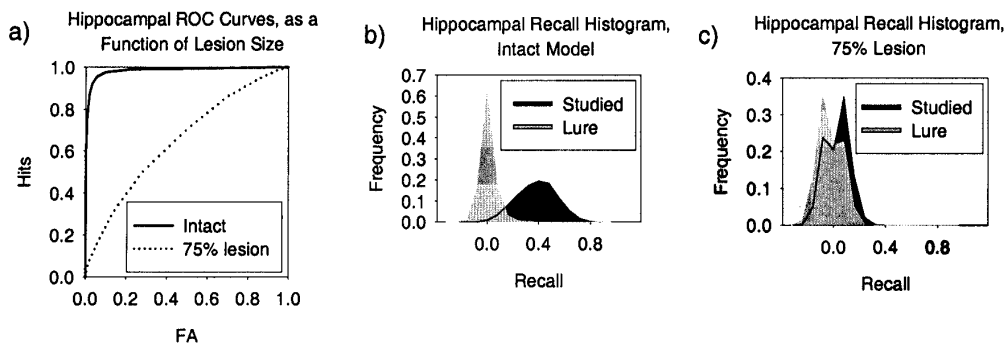 a)
Hippocampal ROC Curves, as a
Function of Lesion Size
1.0
0.8
0.6
0.4
0.2
0.0
Hits
Intact
75% lesion
0.0 0.2 0.4 0.6 0.8 1.0
FA
b)
Hippocampal Recall Histogram,
Intact Model
0.7
0.6
0.5
0.4
0.3
0.2
0.1
0.0
Frequency
Studied
Lure
0.0 0.4 0.8
Recall
c)
Hippocampal Recall Histogram,
75% Lesion
0.4
0.3
0.2
0.1
0.0
Frequency
Studied
Lure
0.0 0.4 0.8
Recall